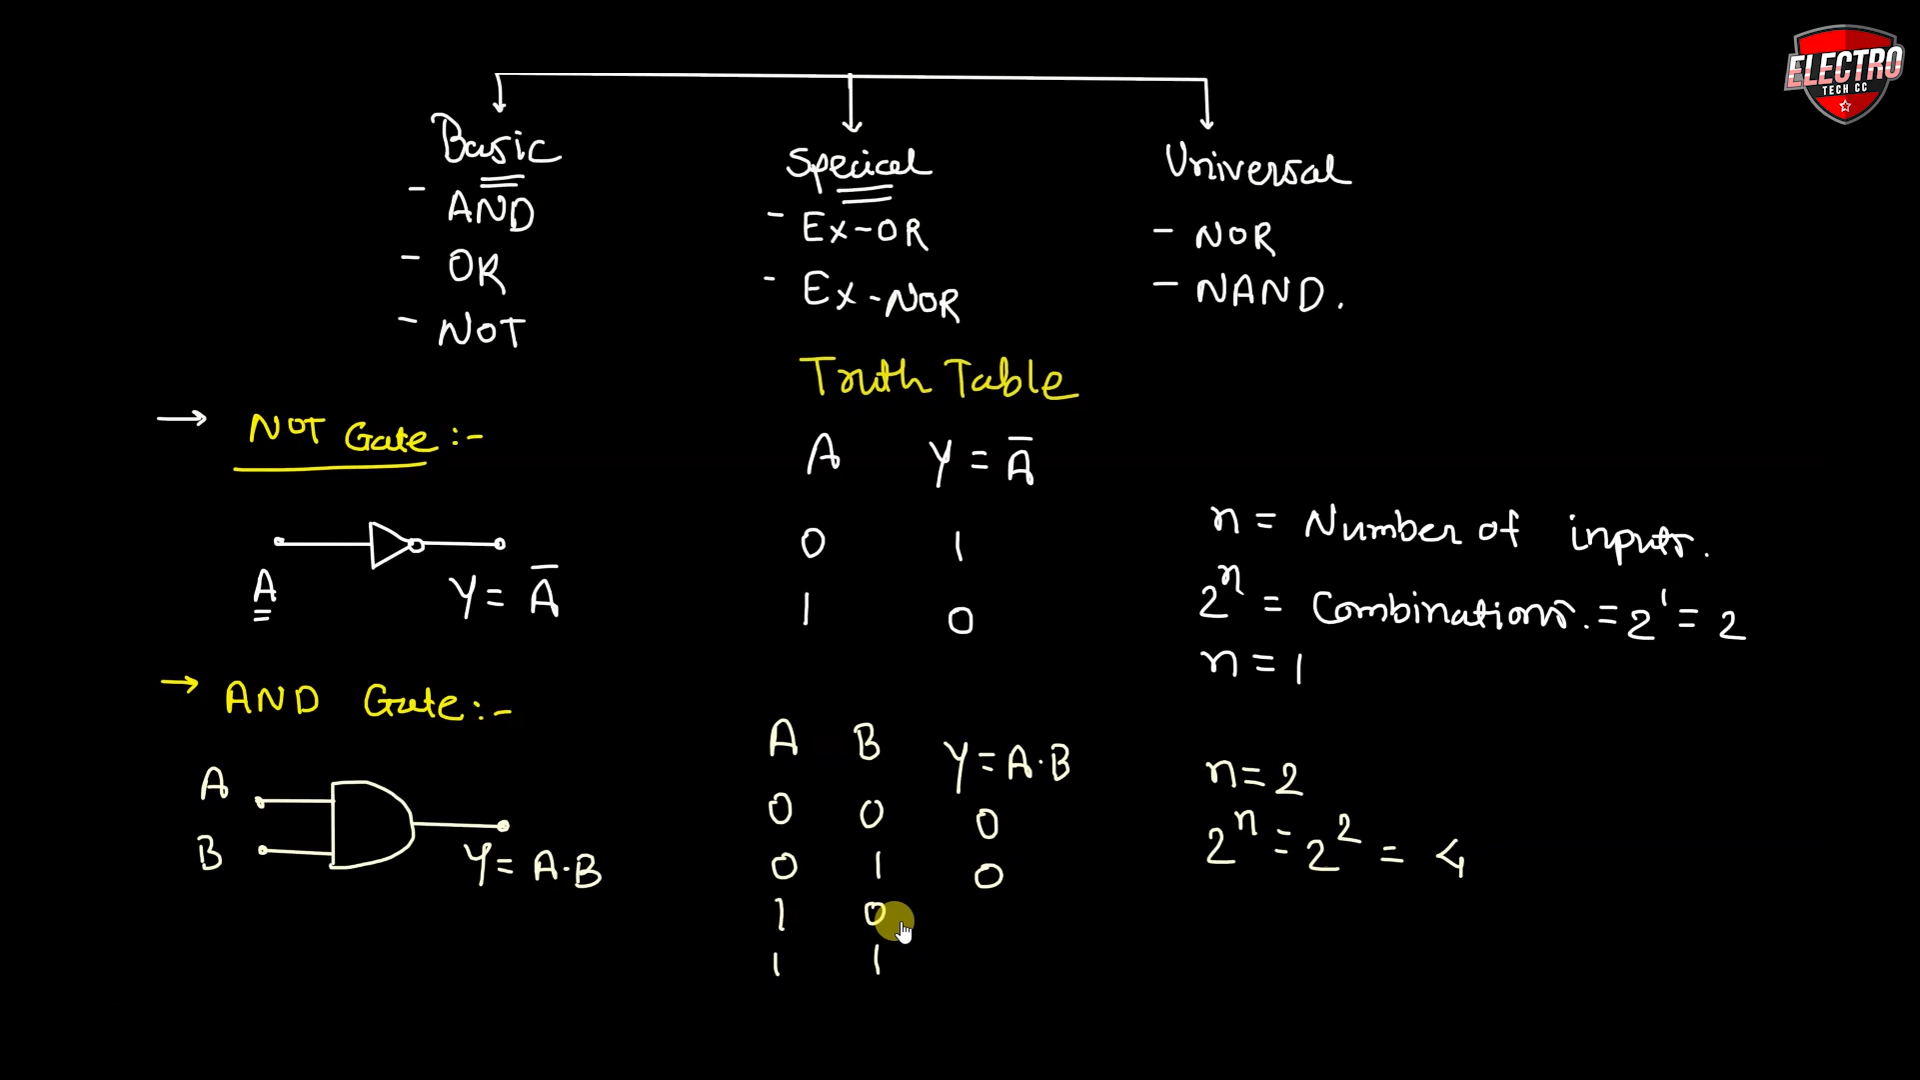 ELECTRO
TECH CC
Basic
- AND
- OR
- NOT
Specical
- Ex-OR
- Ex-NOR
Universal
- NOR
- NAND.
Truth Table
→ NOT Gate:-
A Y = A̅
0 1
1 0
A Y = A̅
n = Number of inputs.
2ⁿ = Combinations. = 2¹ = 2
n = 1
→ AND Gate:-
A
B
Y = A·B
A B Y = A·B
0 0 0
0 1 0
1 0
1 1
n = 2
2ⁿ = 2² = 4